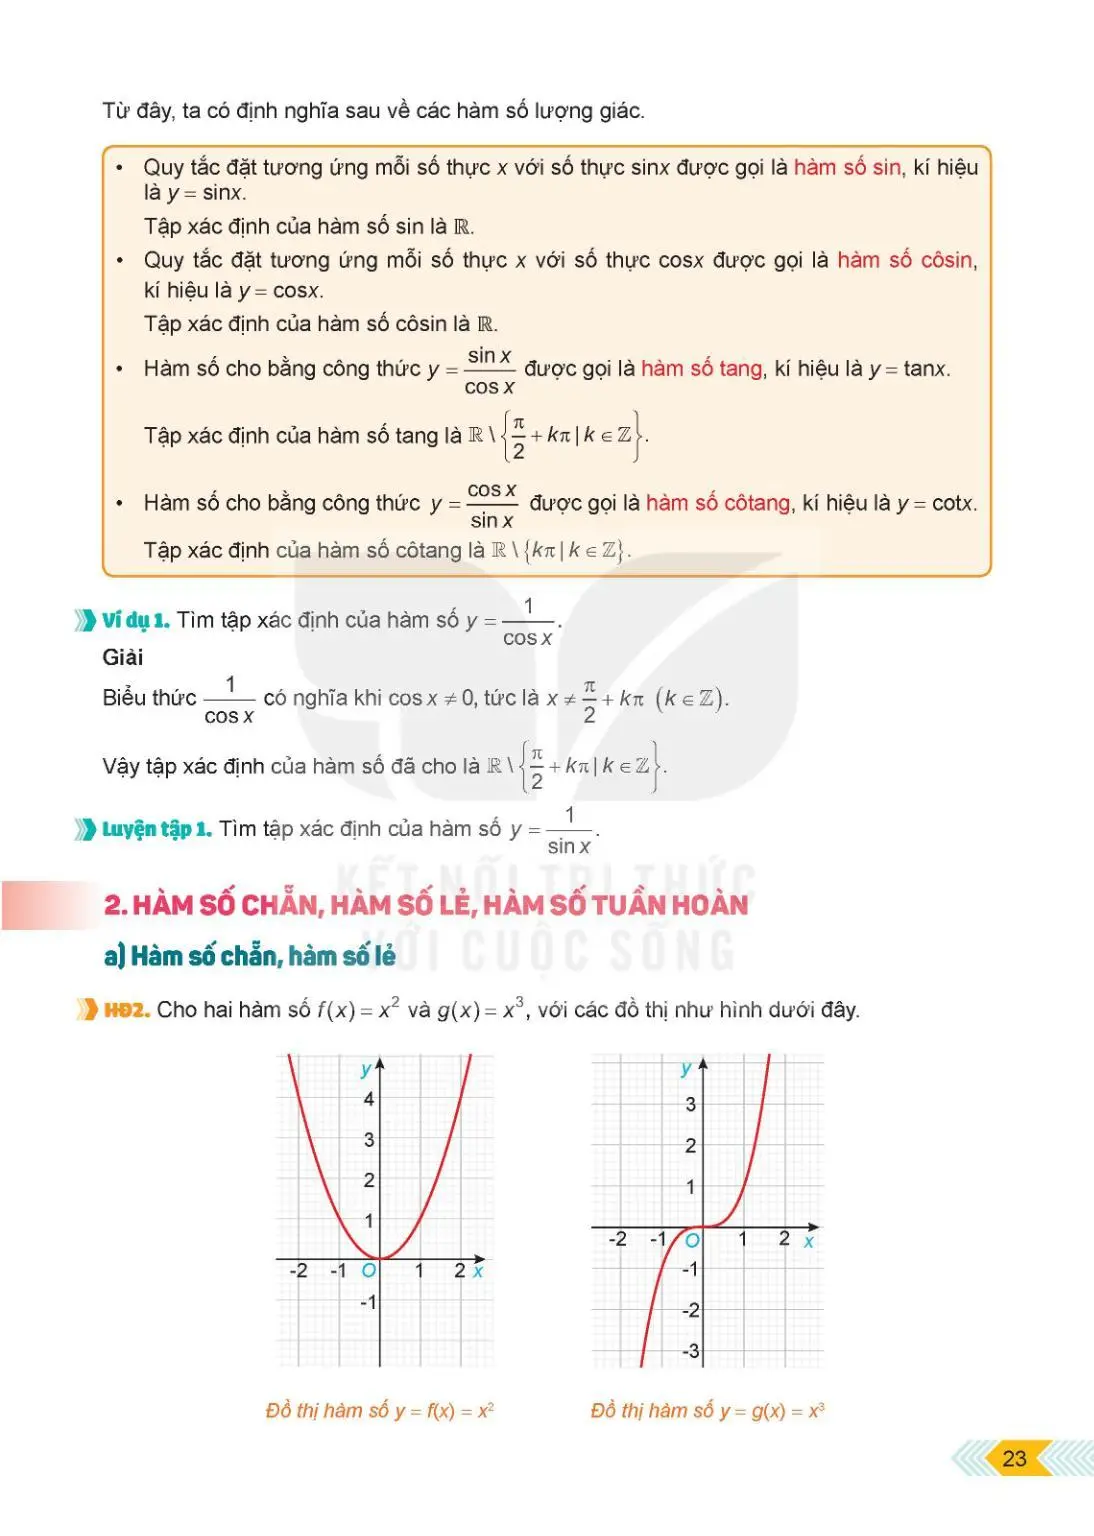 Từ đây, ta có định nghĩa sau về các hàm số lượng giác.
• Quy tắc đặt tương ứng mỗi số thực x với số thực sinx được gọi là hàm số sin, kí hiệu
là y = sinx.
Tập xác định của hàm số sin là ℝ.
• Quy tắc đặt tương ứng mỗi số thực x với số thực cosx được gọi là hàm số côsin,
kí hiệu là y = cosx.
Tập xác định của hàm số côsin là ℝ.
• Hàm số cho bằng công thức y = sin x / cos x được gọi là hàm số tang, kí hiệu là y = tanx.
Tập xác định của hàm số tang là ℝ \ {π/2 + kπ | k ∈ ℤ}.
• Hàm số cho bằng công thức y = cos x / sin x được gọi là hàm số côtang, kí hiệu là y = cotx.
Tập xác định của hàm số côtang là ℝ \ {kπ | k ∈ ℤ}.
Ví dụ 1. Tìm tập xác định của hàm số y = 1 / cos x.
Giải
Biểu thức 1 / cos x có nghĩa khi cos x ≠ 0, tức là x ≠ π/2 + kπ (k ∈ ℤ).
Vậy tập xác định của hàm số đã cho là ℝ \ {π/2 + kπ | k ∈ ℤ}.
Luyện tập 1. Tìm tập xác định của hàm số y = 1 / sin x.
KẾT NỐI TRI THỨC
2. HÀM SỐ CHẴN, HÀM SỐ LẺ, HÀM SỐ TUẦN HOÀN
VỚI CUỘC SỐNG
a) Hàm số chẵn, hàm số lẻ
HĐ2. Cho hai hàm số f(x) = x² và g(x) = x³, với các đồ thị như hình dưới đây.
y
4
3
2
1
-2 -1 O 1 2 x
-1
y
3
2
1
-2 -1 O 1 2 x
-1
-2
-3
Đồ thị hàm số y = f(x) = x²
Đồ thị hàm số y = g(x) = x³
23